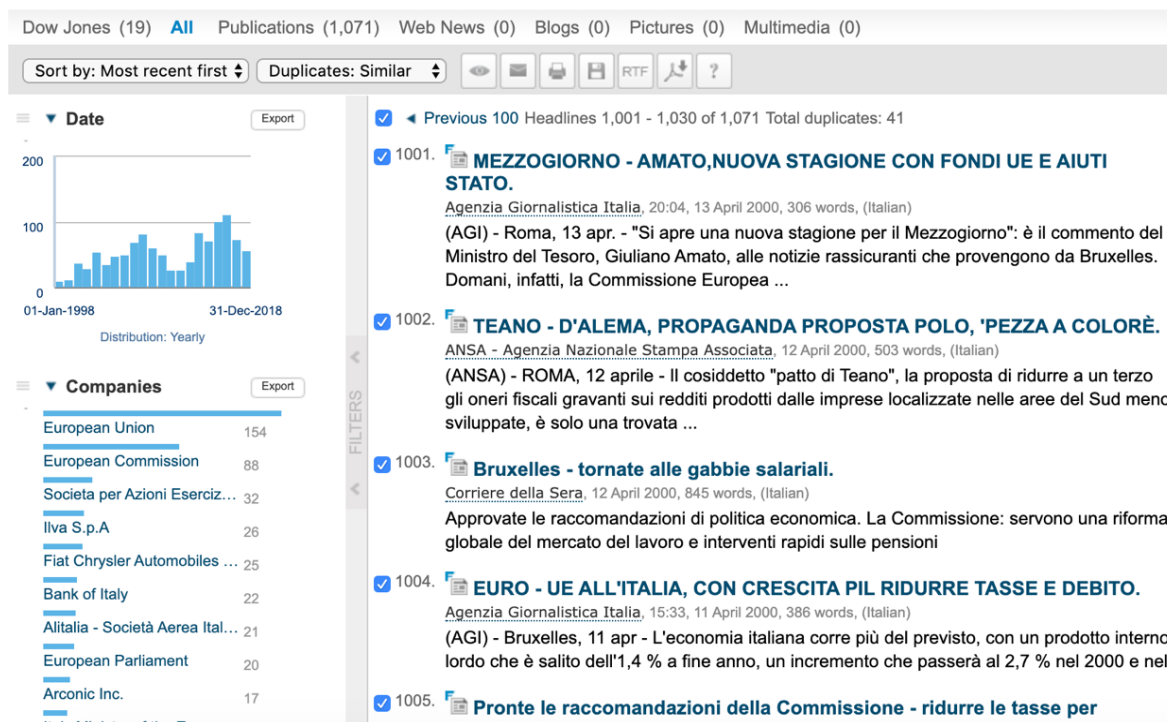 Dow Jones (19) All Publications (1,071) Web News (0) Blogs (0) Pictures (0) Multimedia (0)
Sort by: Most recent first Duplicates: Similar RTF ?
Date Export
200
100
0
01-Jan-1998 31-Dec-2018
Distribution: Yearly
Companies Export
European Union 154
European Commission 88
Societa per Azioni Eserciz... 32
Ilva S.p.A 26
Fiat Chrysler Automobiles ... 25
Bank of Italy 22
Alitalia - Società Aerea Ital... 21
European Parliament 20
Arconic Inc. 17
FILTERS
Previous 100 Headlines 1,001 - 1,030 of 1,071 Total duplicates: 41
1001. MEZZOGIORNO - AMATO,NUOVA STAGIONE CON FONDI UE E AIUTI
STATO.
Agenzia Giornalistica Italia, 20:04, 13 April 2000, 306 words, (Italian)
(AGI) - Roma, 13 apr. - "Si apre una nuova stagione per il Mezzogiorno": è il commento del
Ministro del Tesoro, Giuliano Amato, alle notizie rassicuranti che provengono da Bruxelles.
Domani, infatti, la Commissione Europea ...
1002. TEANO - D'ALEMA, PROPAGANDA PROPOSTA POLO, 'PEZZA A COLORÈ.
ANSA - Agenzia Nazionale Stampa Associata, 12 April 2000, 503 words, (Italian)
(ANSA) - ROMA, 12 aprile - Il cosiddetto "patto di Teano", la proposta di ridurre a un terzo
gli oneri fiscali gravanti sui redditi prodotti dalle imprese localizzate nelle aree del Sud meno
sviluppate, è solo una trovata ...
1003. Bruxelles - tornate alle gabbie salariali.
Corriere della Sera, 12 April 2000, 845 words, (Italian)
Approvate le raccomandazioni di politica economica. La Commissione: servono una riforma
globale del mercato del lavoro e interventi rapidi sulle pensioni
1004. EURO - UE ALL'ITALIA, CON CRESCITA PIL RIDURRE TASSE E DEBITO.
Agenzia Giornalistica Italia, 15:33, 11 April 2000, 386 words, (Italian)
(AGI) - Bruxelles, 11 apr - L'economia italiana corre più del previsto, con un prodotto interno
lordo che è salito dell'1,4 % a fine anno, un incremento che passerà al 2,7 % nel 2000 e nel
1005. Pronte le raccomandazioni della Commissione - ridurre le tasse per